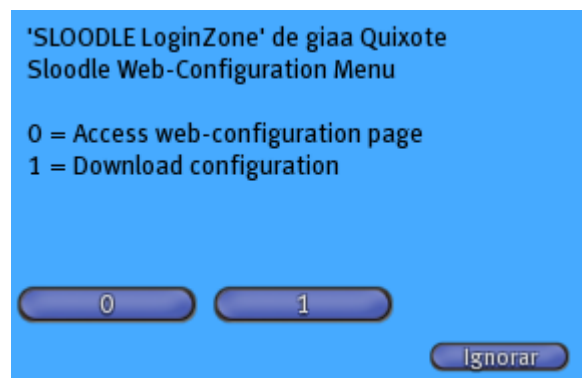 'SLOODLE LoginZone' de giaa Quixote
Sloodle Web-Configuration Menu
0 = Access web-configuration page
1 = Download configuration
0 1
Ignorar